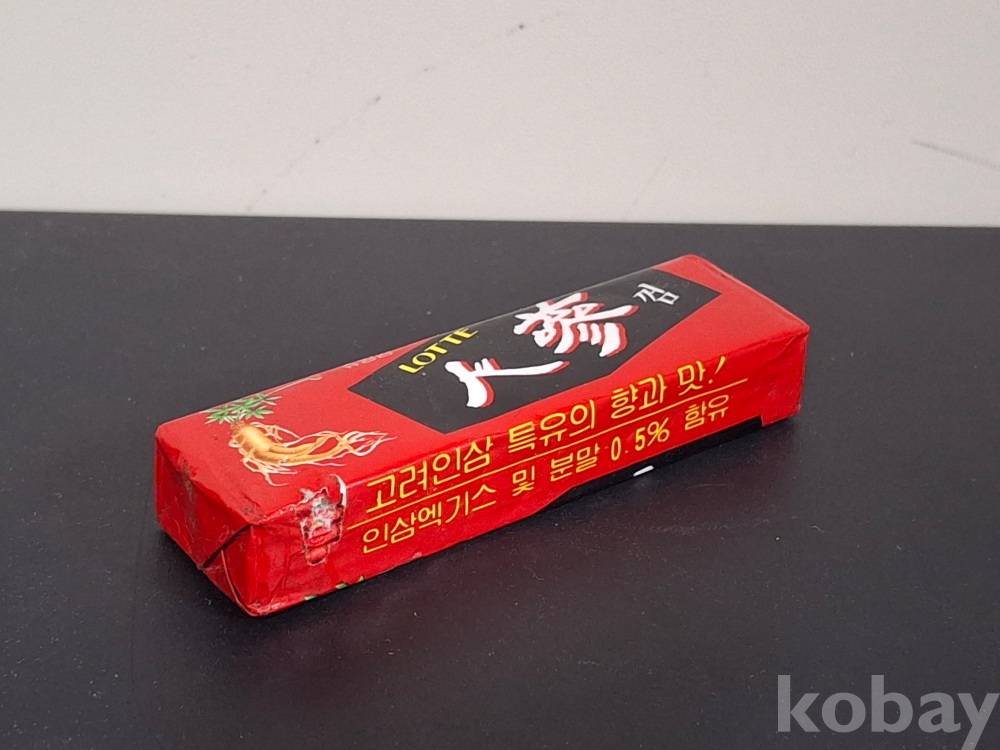 LOTTE
人蔘 껌
고려인삼 특유의 향과 맛!
인삼엑기스 및 분말 0.5% 함유
kobay